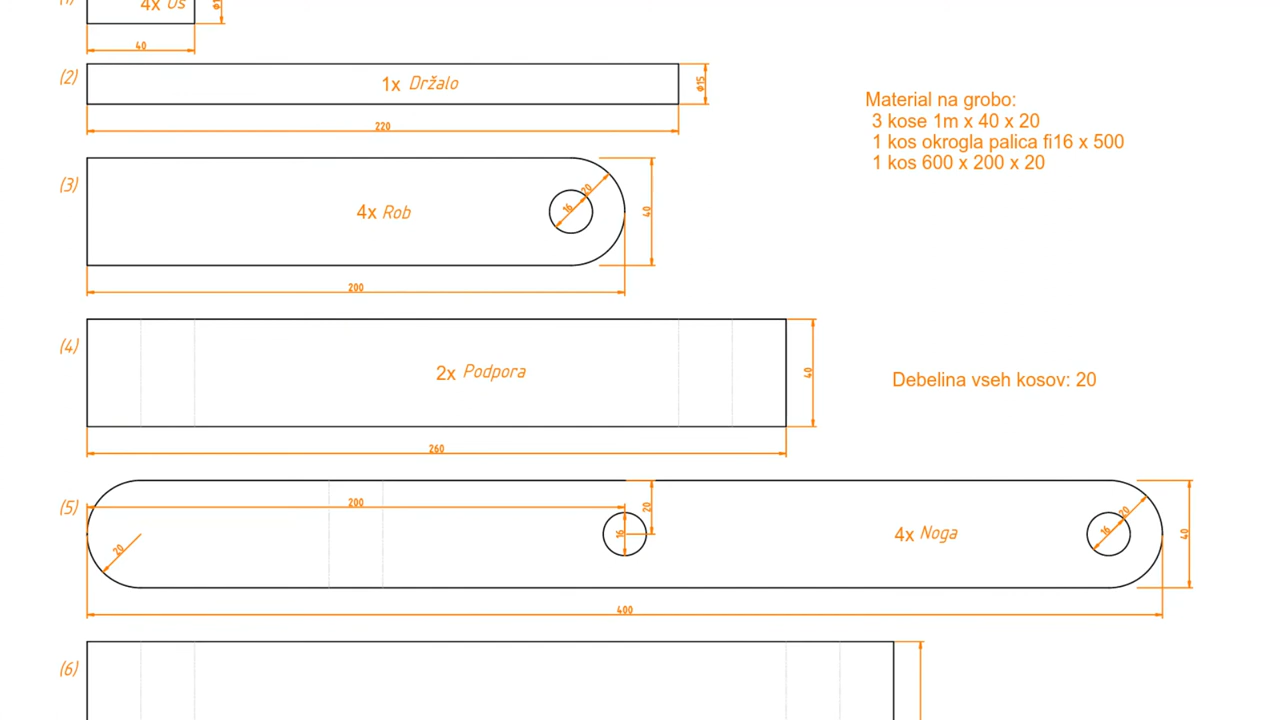 4x Os
40
(2)
1x Držalo
ø15
220
Material na grobo:
3 kose 1m x 40 x 20
1 kos okrogla palica fi16 x 500
1 kos 600 x 200 x 20
(3)
4x Rob
16
20
40
200
(4)
2x Podpora
40
260
Debelina vseh kosov: 20
(5)
200
20
20
16
4x Noga
16
20
40
400
(6)